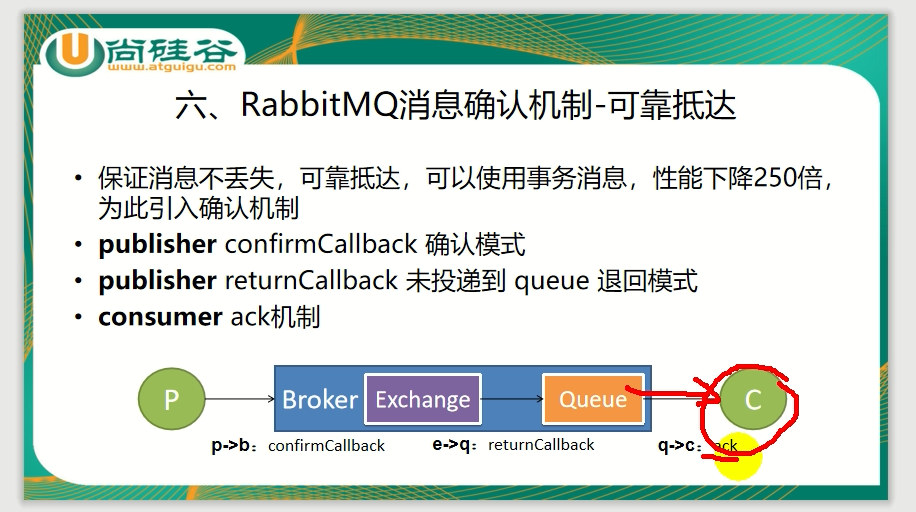 尚硅谷
www.atguigu.com
六、RabbitMQ消息确认机制-可靠抵达
• 保证消息不丢失，可靠抵达，可以使用事务消息，性能下降250倍，
为此引入确认机制
• publisher confirmCallback 确认模式
• publisher returnCallback 未投递到 queue 退回模式
• consumer ack机制
P
Broker
Exchange
Queue
C
p->b：confirmCallback
e->q：returnCallback
q->c：ack